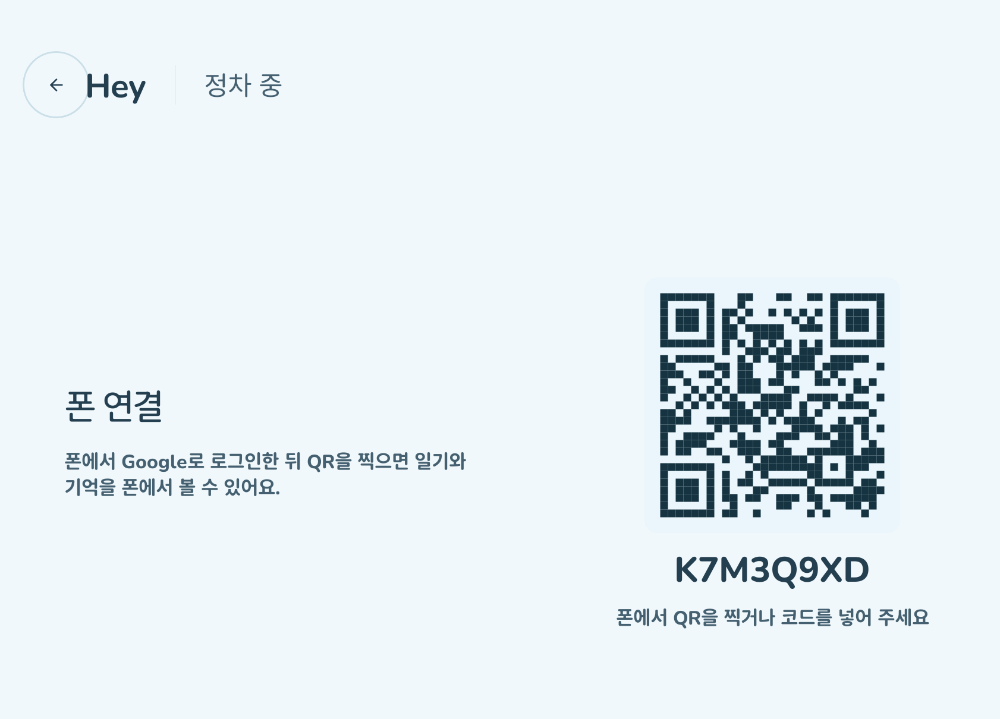 Hey
정차 중
폰 연결
폰에서 Google로 로그인한 뒤 QR을 찍으면 일기와
기억을 폰에서 볼 수 있어요.
K7M3Q9XD
폰에서 QR을 찍거나 코드를 넣어 주세요